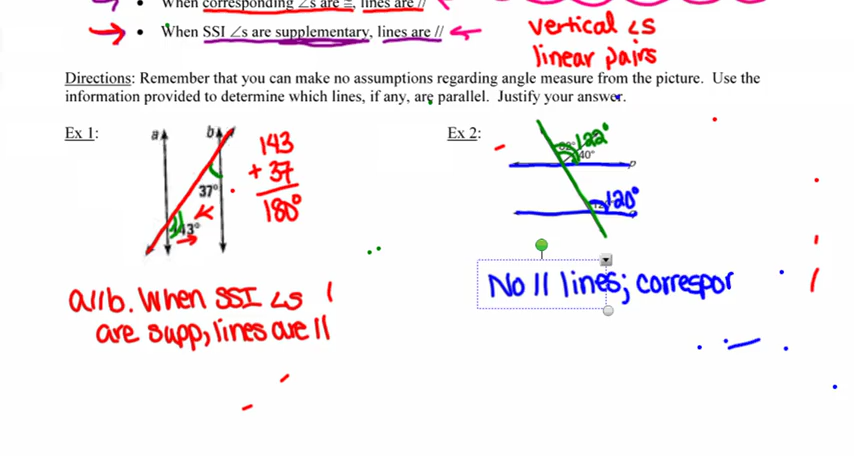 When corresponding ∠s are ≅, lines are //
When SSI ∠s are supplementary, lines are //
vertical ∠s
linear pairs
Directions: Remember that you can make no assumptions regarding angle measure from the picture. Use the
information provided to determine which lines, if any, are parallel. Justify your answer.
Ex 1:
a
b
37°
143
+ 37
180°
a//b. When SSI ∠s
are supp, lines are //
Ex 2:
122°
40°
p
120°
No // lines; correspor